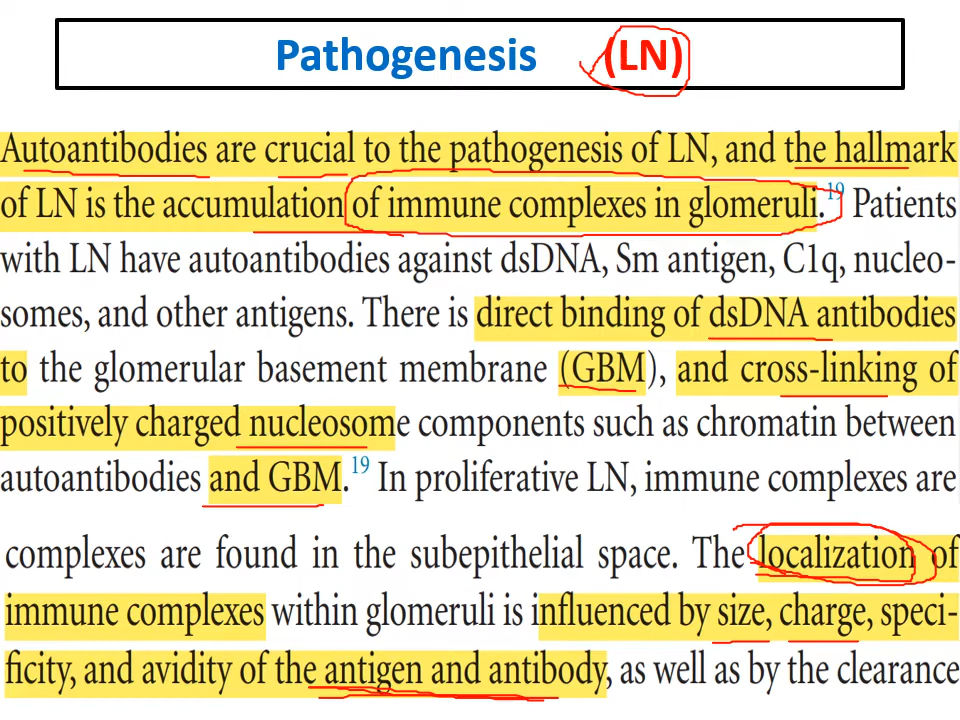 Pathogenesis (LN)
Autoantibodies are crucial to the pathogenesis of LN, and the hallmark
of LN is the accumulation of immune complexes in glomeruli.19 Patients
with LN have autoantibodies against dsDNA, Sm antigen, C1q, nucleo-
somes, and other antigens. There is direct binding of dsDNA antibodies
to the glomerular basement membrane (GBM), and cross-linking of
positively charged nucleosome components such as chromatin between
autoantibodies and GBM.19 In proliferative LN, immune complexes are
complexes are found in the subepithelial space. The localization of
immune complexes within glomeruli is influenced by size, charge, speci-
ficity, and avidity of the antigen and antibody, as well as by the clearance